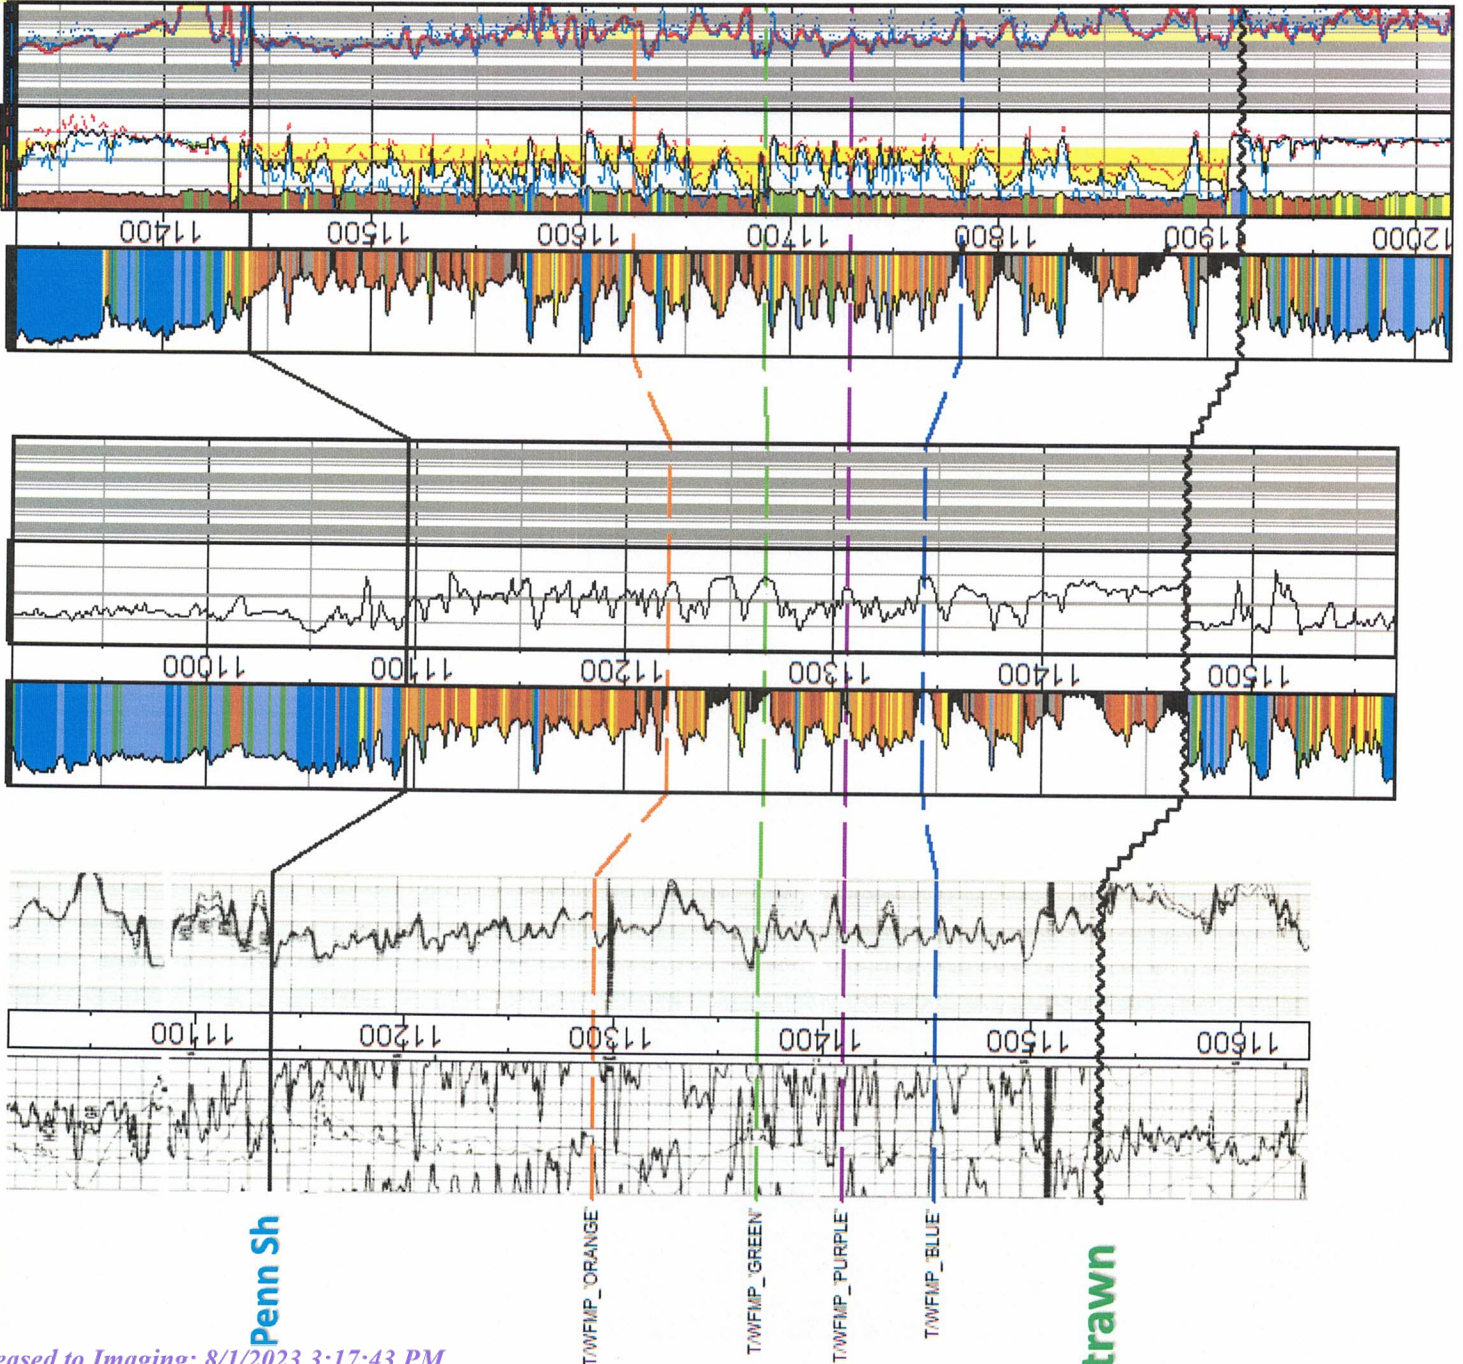 11400 11500 11600 11700 11800 11900 12000
11000 11100 11200 11300 11400 11500
11100 11200 11300 11400 11500 11600
Penn Sh
T/WFMP_"ORANGE"
T/WFMP_"GREEN"
T/WFMP_"PURPLE"
T/WFMP_"BLUE"
trawn
eased to Imaging: 8/1/2023 3:17:43 PM